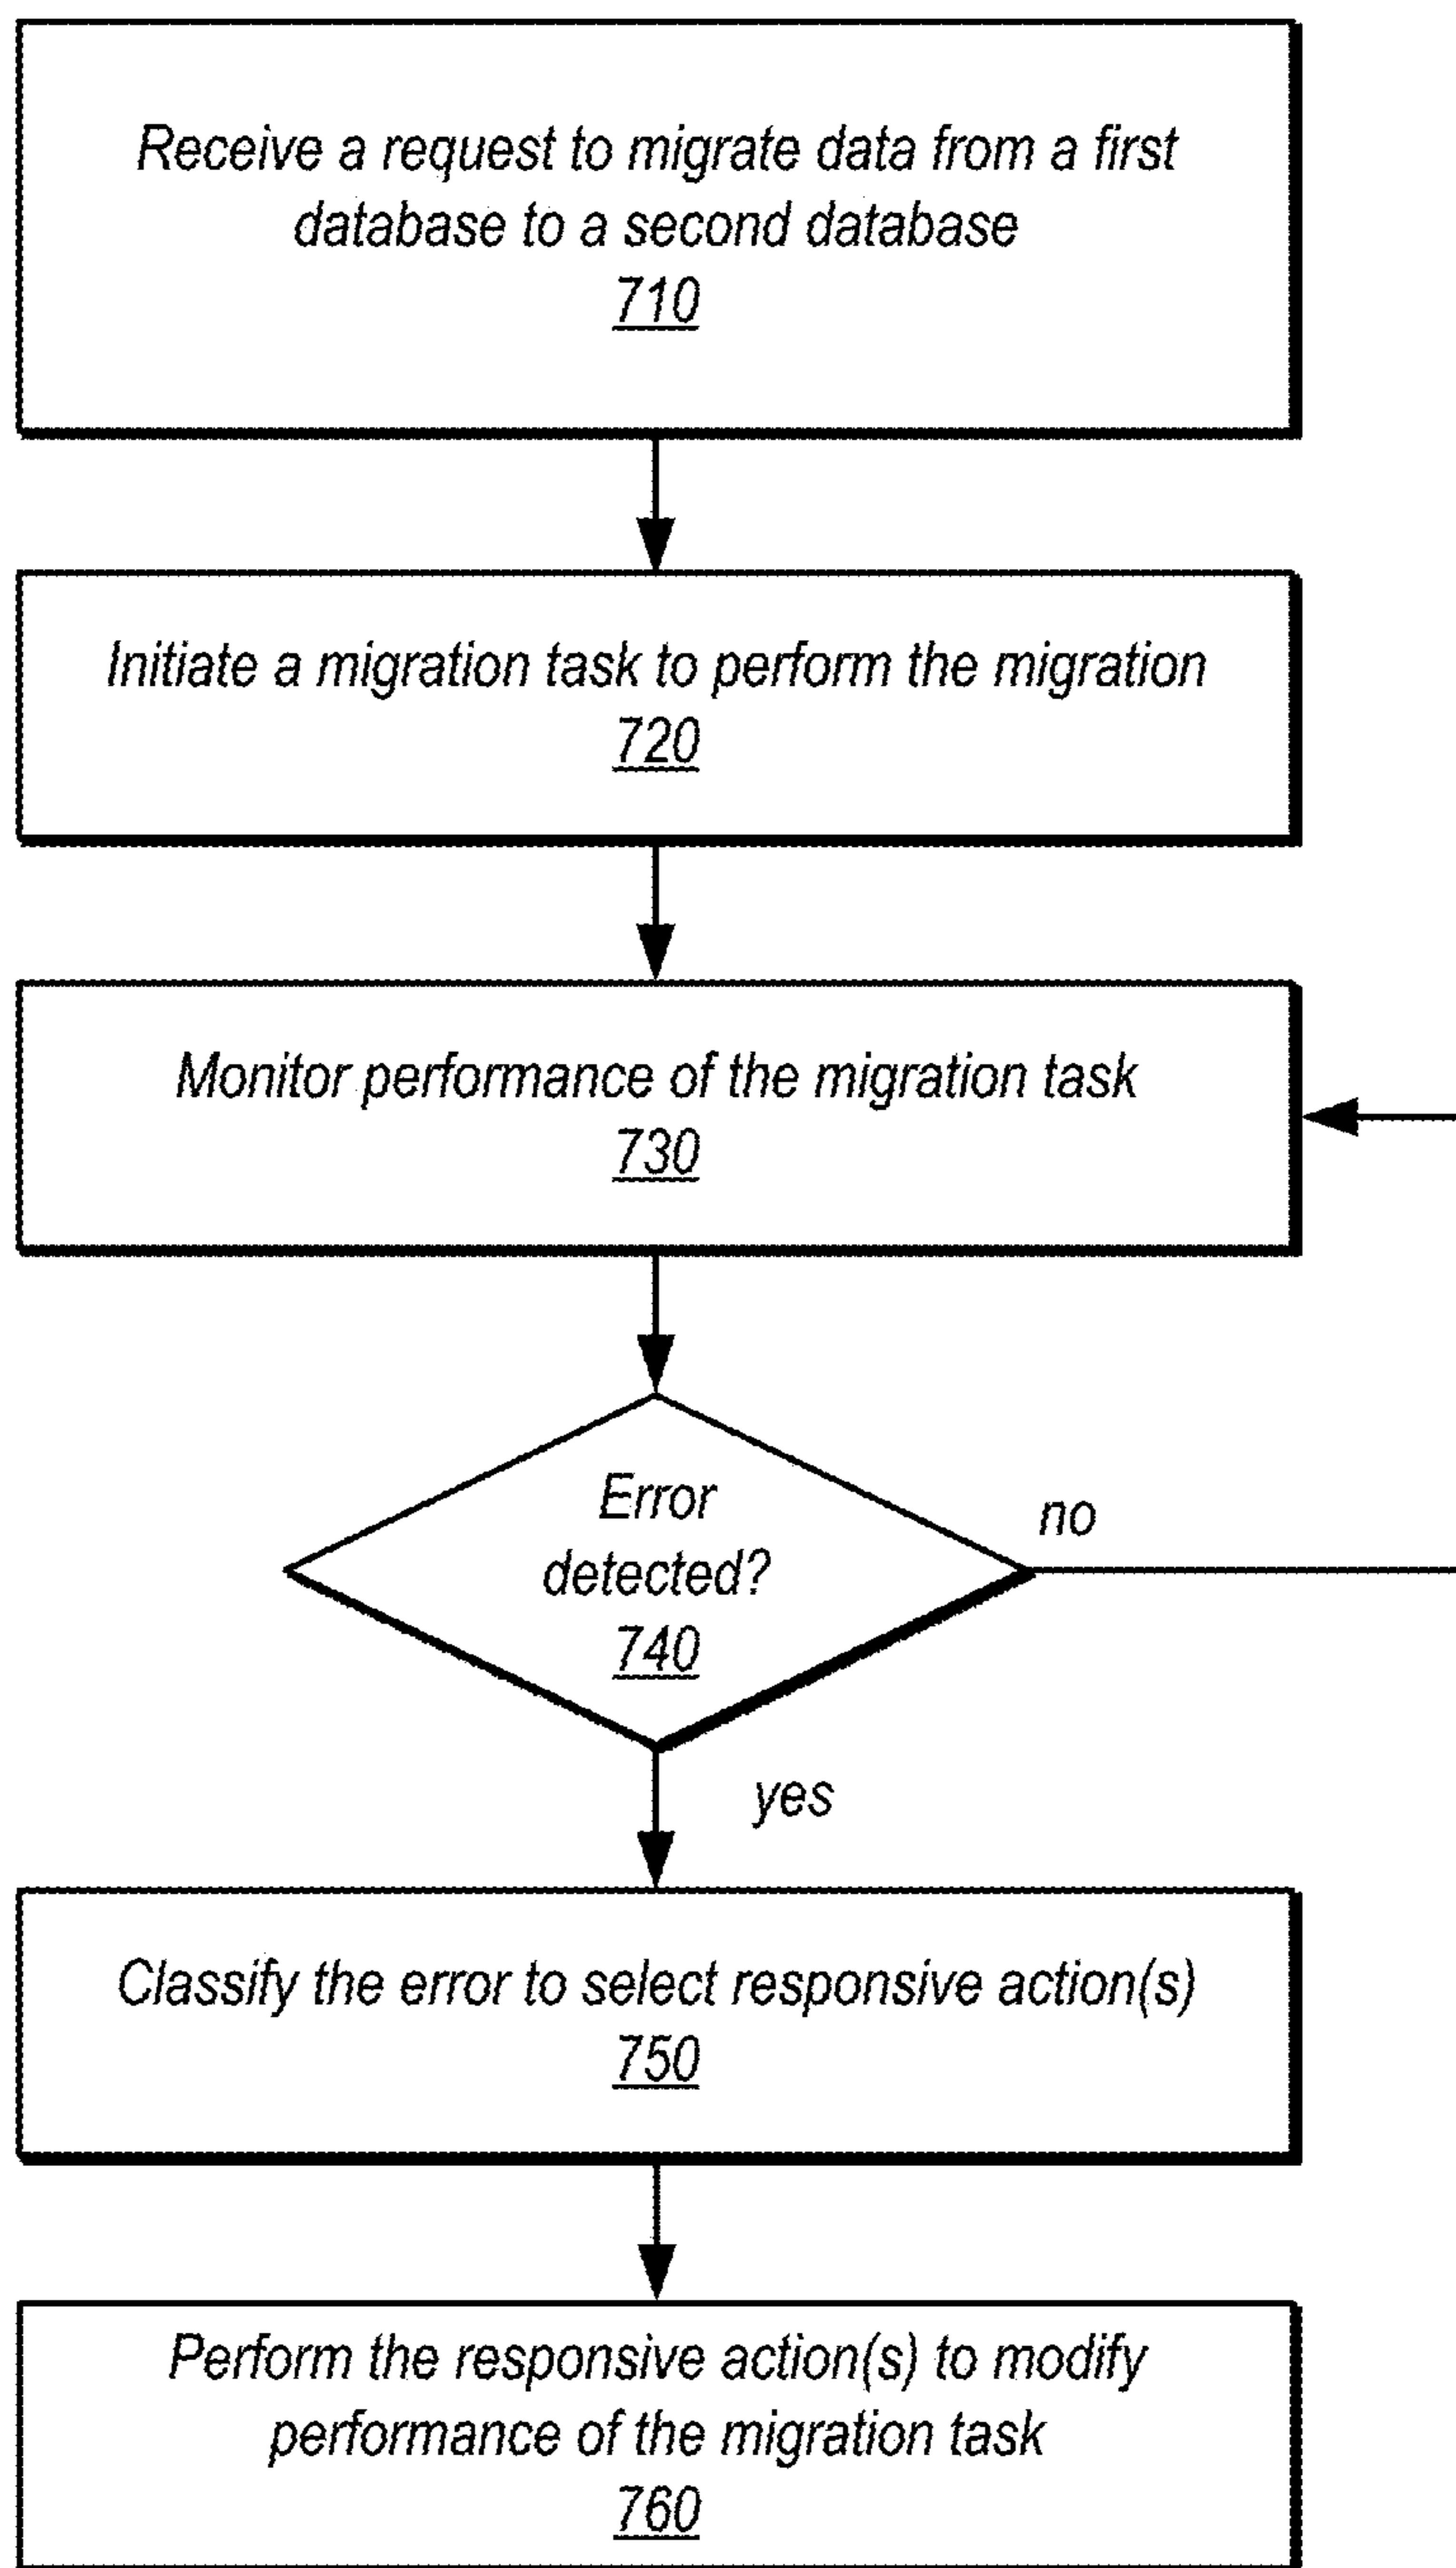 Receive a request to migrate data from a first
database to a second database
710
Initiate a migration task to perform the migration
720
Monitor performance of the migration task
730
Error
detected?
740
no
yes
Classify the error to select responsive action(s)
750
Perform the responsive action(s) to modify
performance of the migration task
760